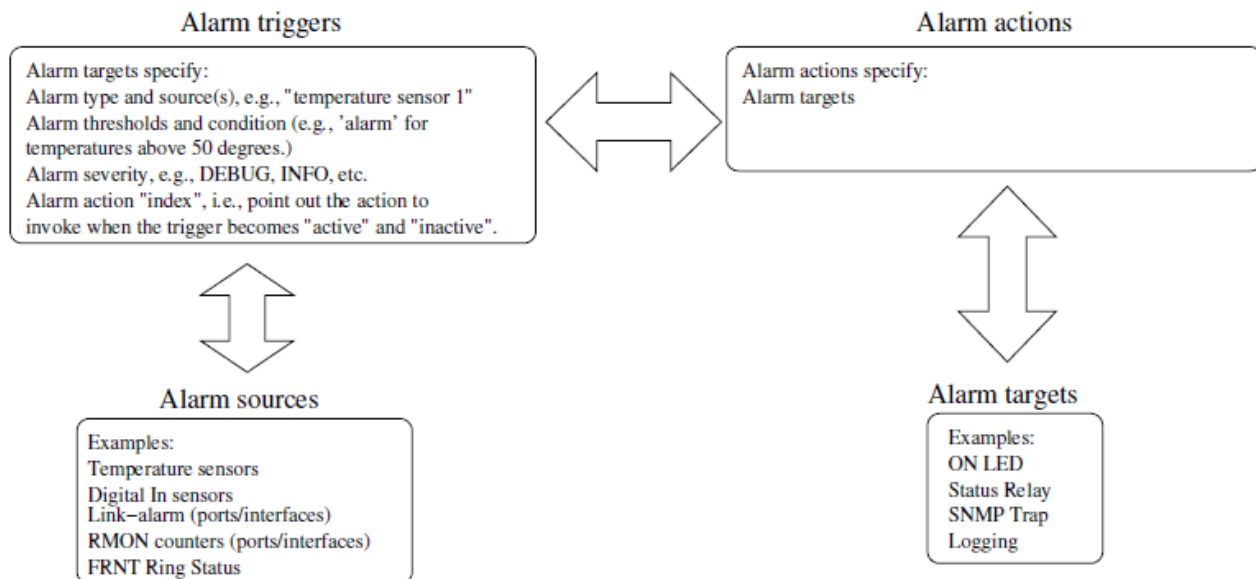 Alarm triggers
Alarm targets specify:
Alarm type and source(s), e.g., "temperature sensor 1"
Alarm thresholds and condition (e.g., 'alarm' for
temperatures above 50 degrees.)
Alarm severity, e.g., DEBUG, INFO, etc.
Alarm action "index", i.e., point out the action to
invoke when the trigger becomes "active" and "inactive".
Alarm actions
Alarm actions specify:
Alarm targets
Alarm sources
Examples:
Temperature sensors
Digital In sensors
Link−alarm (ports/interfaces)
RMON counters (ports/interfaces)
FRNT Ring Status
Alarm targets
Examples:
ON LED
Status Relay
SNMP Trap
Logging